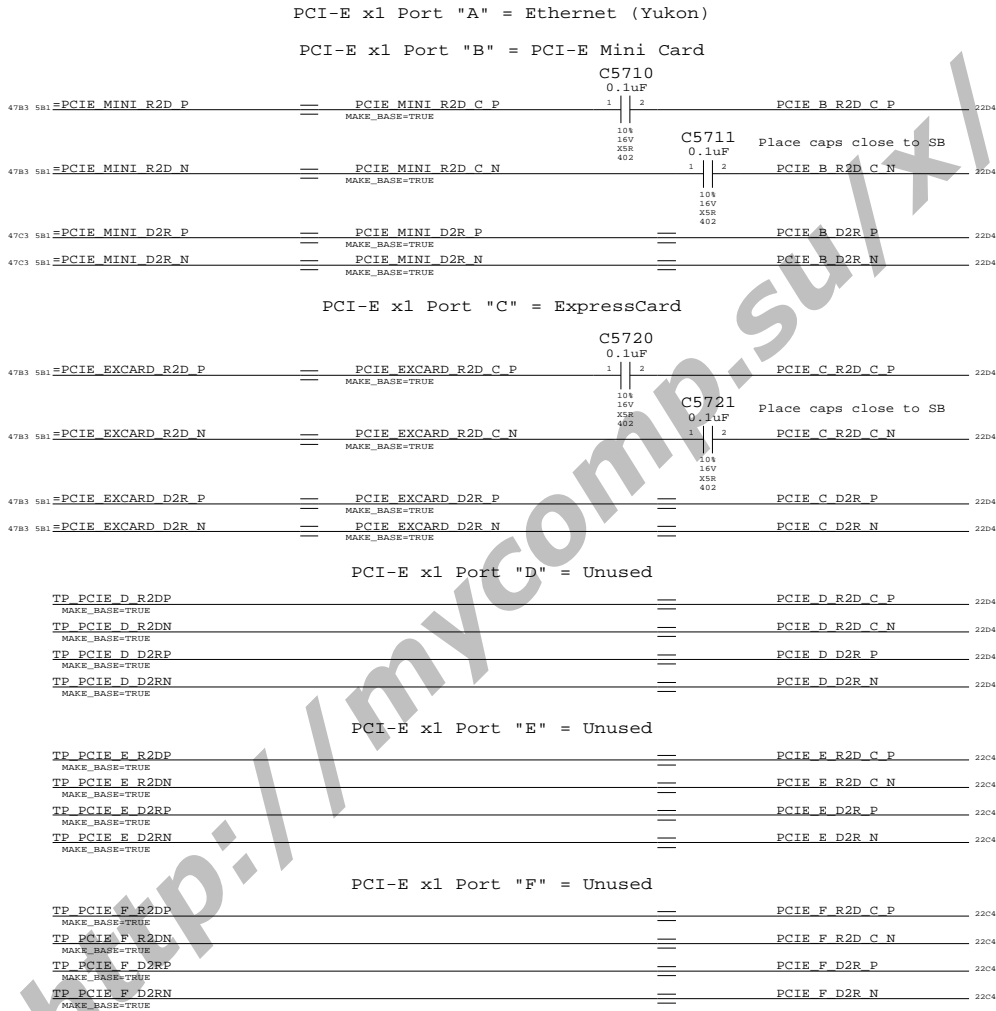 PCI-E x1 Port "A" = Ethernet (Yukon)
PCI-E x1 Port "B" = PCI-E Mini Card
C5710
0.1uF
47B3 5B1 =PCIE_MINI_R2D_P PCIE_MINI_R2D_C_P 1 2 PCIE_B_R2D_C_P 22D4
MAKE_BASE=TRUE
10%
16V
X5R
402
C5711
0.1uF
Place caps close to SB
47B3 5B1 =PCIE_MINI_R2D_N PCIE_MINI_R2D_C_N 1 2 PCIE_B_R2D_C_N 22D4
MAKE_BASE=TRUE
10%
16V
X5R
402
47C3 5B1 =PCIE_MINI_D2R_P PCIE_MINI_D2R_P PCIE_B_D2R_P 22D4
MAKE_BASE=TRUE
47C3 5B1 =PCIE_MINI_D2R_N PCIE_MINI_D2R_N PCIE_B_D2R_N 22D4
MAKE_BASE=TRUE
PCI-E x1 Port "C" = ExpressCard
C5720
0.1uF
47B3 5B1 =PCIE_EXCARD_R2D_P PCIE_EXCARD_R2D_C_P 1 2 PCIE_C_R2D_C_P 22D4
MAKE_BASE=TRUE
10%
16V
X5R
402
C5721
0.1uF
Place caps close to SB
47B3 5B1 =PCIE_EXCARD_R2D_N PCIE_EXCARD_R2D_C_N 1 2 PCIE_C_R2D_C_N 22D4
MAKE_BASE=TRUE
10%
16V
X5R
402
47B3 5B1 =PCIE_EXCARD_D2R_P PCIE_EXCARD_D2R_P PCIE_C_D2R_P 22D4
MAKE_BASE=TRUE
47B3 5B1 =PCIE_EXCARD_D2R_N PCIE_EXCARD_D2R_N PCIE_C_D2R_N 22D4
MAKE_BASE=TRUE
PCI-E x1 Port "D" = Unused
TP_PCIE_D_R2DP PCIE_D_R2D_C_P 22D4
MAKE_BASE=TRUE
TP_PCIE_D_R2DN PCIE_D_R2D_C_N 22D4
MAKE_BASE=TRUE
TP_PCIE_D_D2RP PCIE_D_D2R_P 22D4
MAKE_BASE=TRUE
TP_PCIE_D_D2RN PCIE_D_D2R_N 22D4
MAKE_BASE=TRUE
PCI-E x1 Port "E" = Unused
TP_PCIE_E_R2DP PCIE_E_R2D_C_P 22C4
MAKE_BASE=TRUE
TP_PCIE_E_R2DN PCIE_E_R2D_C_N 22C4
MAKE_BASE=TRUE
TP_PCIE_E_D2RP PCIE_E_D2R_P 22C4
MAKE_BASE=TRUE
TP_PCIE_E_D2RN PCIE_E_D2R_N 22C4
MAKE_BASE=TRUE
PCI-E x1 Port "F" = Unused
TP_PCIE_F_R2DP PCIE_F_R2D_C_P 22C4
MAKE_BASE=TRUE
TP_PCIE_F_R2DN PCIE_F_R2D_C_N 22C4
MAKE_BASE=TRUE
TP_PCIE_F_D2RP PCIE_F_D2R_P 22C4
MAKE_BASE=TRUE
TP_PCIE_F_D2RN PCIE_F_D2R_N 22C4
MAKE_BASE=TRUE
http://mycomp.su/x/